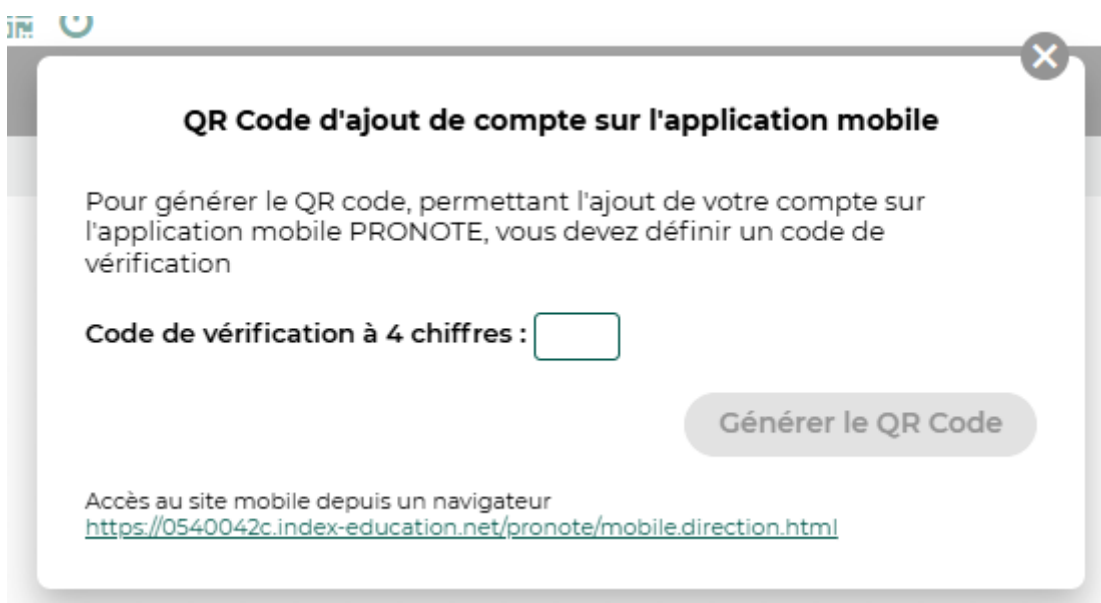 QR Code d'ajout de compte sur l'application mobile
Pour générer le QR code, permettant l'ajout de votre compte sur
l'application mobile PRONOTE, vous devez définir un code de
vérification
Code de vérification à 4 chiffres :
Générer le QR Code
Accès au site mobile depuis un navigateur
https://0540042c.index-education.net/pronote/mobile.direction.html